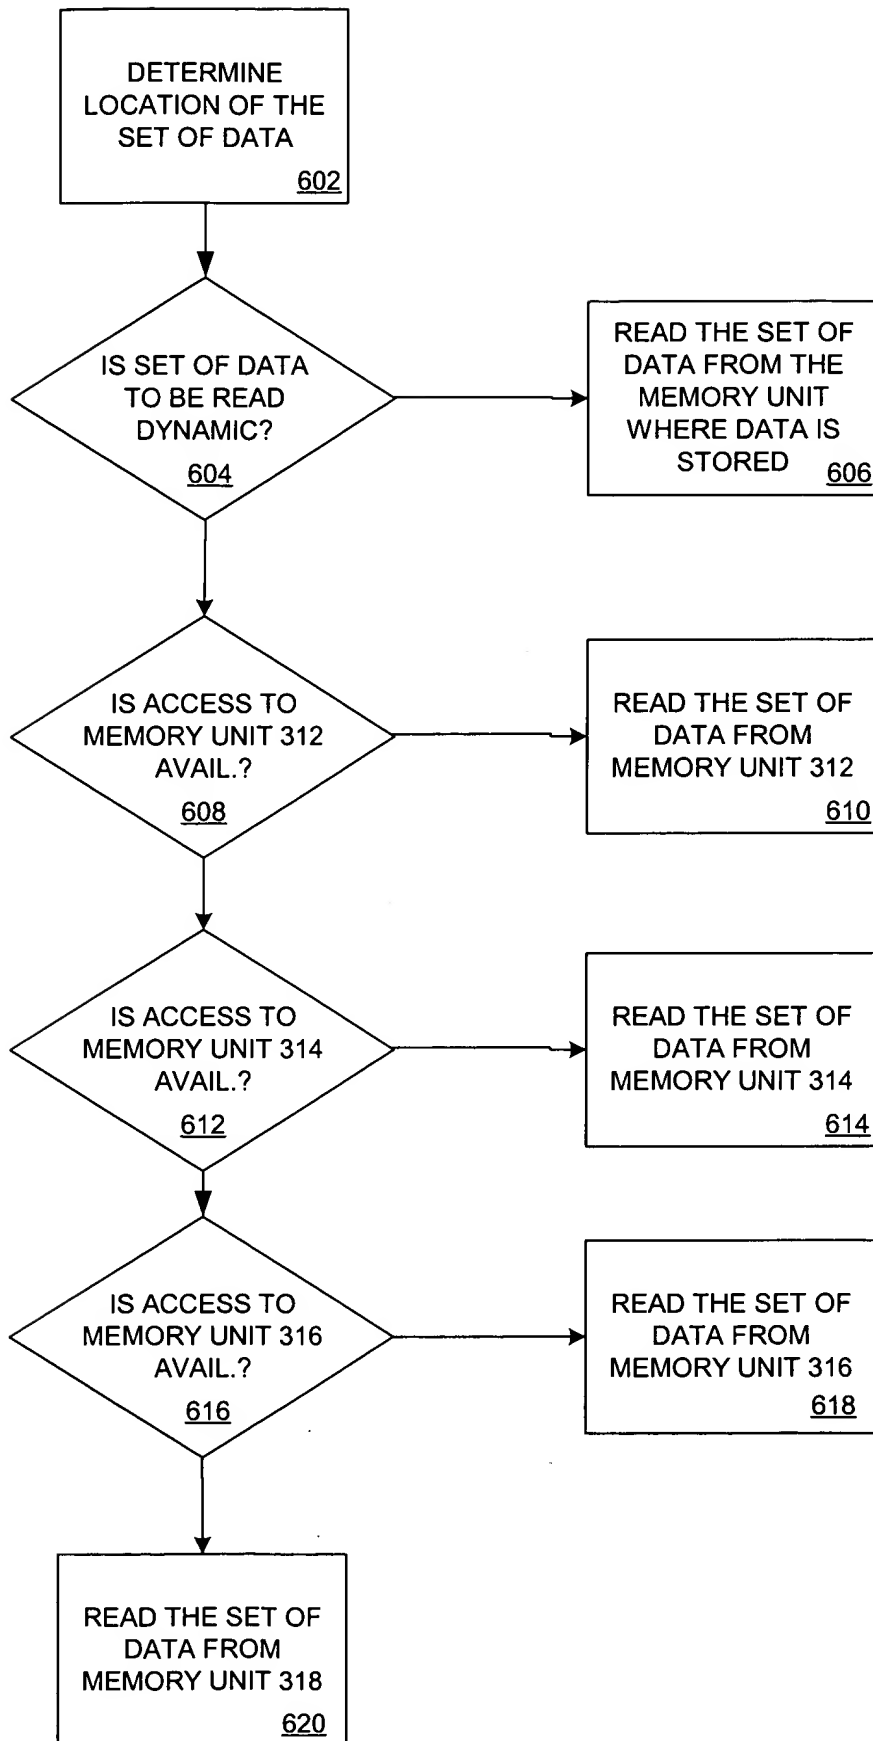 DETERMINE
LOCATION OF THE
SET OF DATA
602
IS SET OF DATA
TO BE READ
DYNAMIC?
604
READ THE SET OF
DATA FROM THE
MEMORY UNIT
WHERE DATA IS
STORED
606
IS ACCESS TO
MEMORY UNIT 312
AVAIL.?
608
READ THE SET OF
DATA FROM
MEMORY UNIT 312
610
IS ACCESS TO
MEMORY UNIT 314
AVAIL.?
612
READ THE SET OF
DATA FROM
MEMORY UNIT 314
614
IS ACCESS TO
MEMORY UNIT 316
AVAIL.?
616
READ THE SET OF
DATA FROM
MEMORY UNIT 316
618
READ THE SET OF
DATA FROM
MEMORY UNIT 318
620